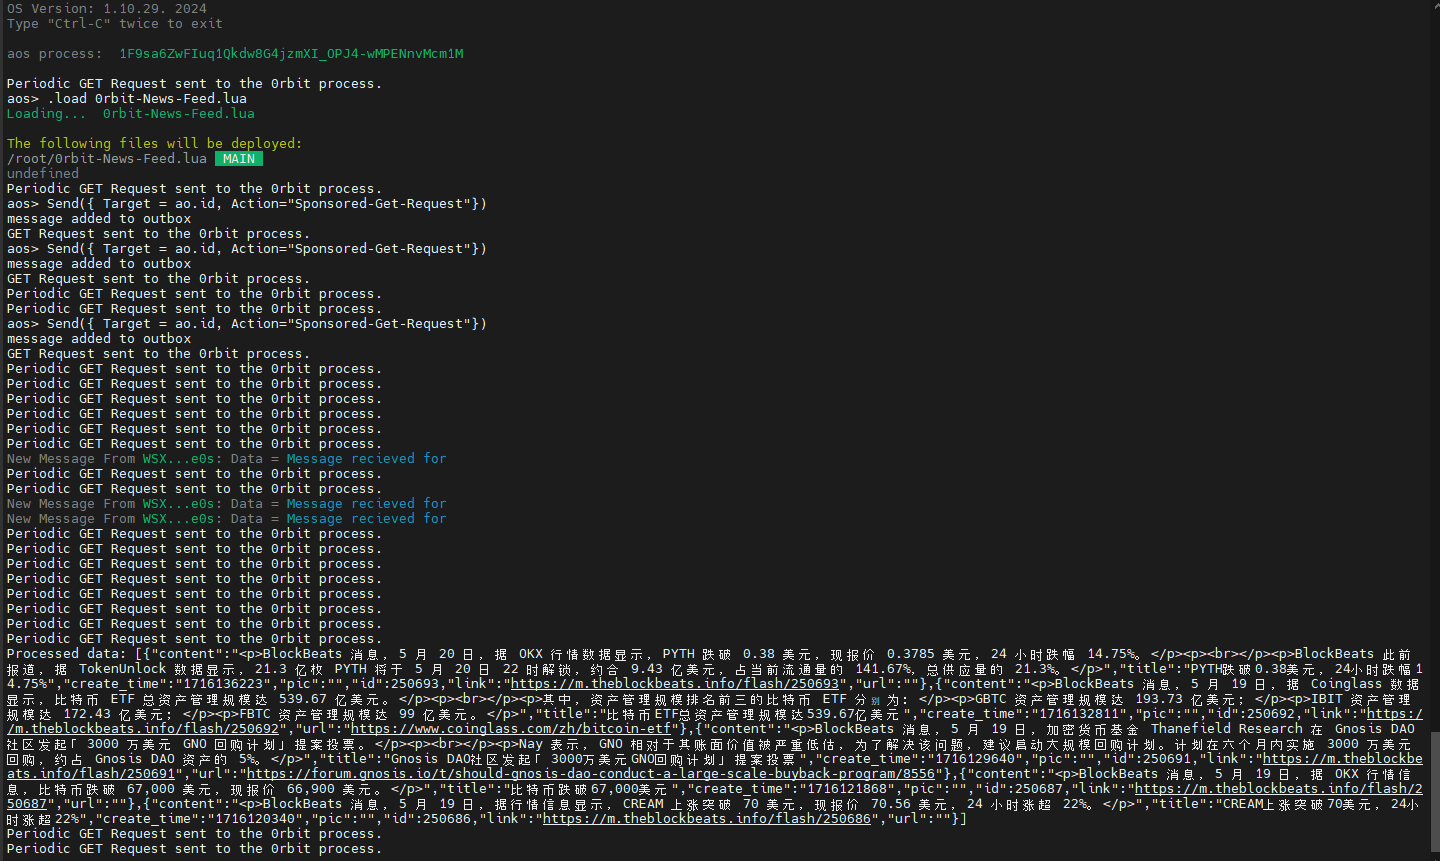 OS Version: 1.10.29. 2024
Type "Ctrl-C" twice to exit
aos process:  1F9sa6ZwFIuq1Qkdw8G4jzmXI_OPJ4-wMPENnvMcm1M
Periodic GET Request sent to the 0rbit process.
aos> .load 0rbit-News-Feed.lua
Loading...  0rbit-News-Feed.lua
The following files will be deployed:
/root/0rbit-News-Feed.lua  MAIN
undefined
Periodic GET Request sent to the 0rbit process.
aos> Send({ Target = ao.id, Action="Sponsored-Get-Request"})
message added to outbox
GET Request sent to the 0rbit process.
aos> Send({ Target = ao.id, Action="Sponsored-Get-Request"})
message added to outbox
GET Request sent to the 0rbit process.
Periodic GET Request sent to the 0rbit process.
Periodic GET Request sent to the 0rbit process.
aos> Send({ Target = ao.id, Action="Sponsored-Get-Request"})
message added to outbox
GET Request sent to the 0rbit process.
Periodic GET Request sent to the 0rbit process.
Periodic GET Request sent to the 0rbit process.
Periodic GET Request sent to the 0rbit process.
Periodic GET Request sent to the 0rbit process.
Periodic GET Request sent to the 0rbit process.
Periodic GET Request sent to the 0rbit process.
New Message From WSX...e0s: Data = Message recieved for
Periodic GET Request sent to the 0rbit process.
Periodic GET Request sent to the 0rbit process.
New Message From WSX...e0s: Data = Message recieved for
New Message From WSX...e0s: Data = Message recieved for
Periodic GET Request sent to the 0rbit process.
Periodic GET Request sent to the 0rbit process.
Periodic GET Request sent to the 0rbit process.
Periodic GET Request sent to the 0rbit process.
Periodic GET Request sent to the 0rbit process.
Periodic GET Request sent to the 0rbit process.
Periodic GET Request sent to the 0rbit process.
Periodic GET Request sent to the 0rbit process.
Processed data: [{"content":"<p>BlockBeats 消息，5 月 20 日，据 OKX 行情数据显示，PYTH 跌破 0.38 美元，现报价 0.3785 美元，24 小时跌幅 14.75%。</p><p><br></p><p>BlockBeats 此前
报道，据 TokenUnlock 数据显示，21.3 亿枚 PYTH 将于 5 月 20 日 22 时解锁，约合 9.43 亿美元，占当前流通量的 141.67%，总供应量的 21.3%。</p>","title":"PYTH跌破0.38美元，24小时跌幅1
4.75%","create_time":"1716136223","pic":"","id":250693,"link":"https://m.theblockbeats.info/flash/250693","url":""},{"content":"<p>BlockBeats 消息，5 月 19 日，据 Coinglass 数据
显示，比特币 ETF 总资产管理规模达 539.67 亿美元。</p><p><br></p><p>其中，资产管理规模排名前三的比特币 ETF 分别为：</p><p>GBTC 资产管理规模达 193.73 亿美元；</p><p>IBIT 资产管理
规模达 172.43 亿美元；</p><p>FBTC 资产管理规模达 99 亿美元。</p>","title":"比特币ETF总资产管理规模达539.67亿美元","create_time":"1716132811","pic":"","id":250692,"link":"https:/
/m.theblockbeats.info/flash/250692","url":"https://www.coinglass.com/zh/bitcoin-etf"},{"content":"<p>BlockBeats 消息，5 月 19 日，加密货币基金 Thanefield Research 在 Gnosis DAO
社区发起「3000 万美元 GNO 回购计划」提案投票。</p><p><br></p><p>Nay 表示，GNO 相对于其账面价值被严重低估，为了解决该问题，建议启动大规模回购计划。计划在六个月内实施 3000 万美元
回购，约占 Gnosis DAO 资产的 5%。</p>","title":"Gnosis DAO社区发起「3000万美元GNO回购计划」提案投票","create_time":"1716129640","pic":"","id":250691,"link":"https://m.theblockbe
ats.info/flash/250691","url":"https://forum.gnosis.io/t/should-gnosis-dao-conduct-a-large-scale-buyback-program/8556"},{"content":"<p>BlockBeats 消息，5 月 19 日，据 OKX 行情信
息，比特币跌破 67,000 美元，现报价 66,900 美元。</p>","title":"比特币跌破67,000美元","create_time":"1716121868","pic":"","id":250687,"link":"https://m.theblockbeats.info/flash/2
50687","url":""},{"content":"<p>BlockBeats 消息，5 月 19 日，据行情信息显示，CREAM 上涨突破 70 美元，现报价 70.56 美元，24 小时涨超 22%。</p>","title":"CREAM上涨突破70美元，24小
时涨超22%","create_time":"1716120340","pic":"","id":250686,"link":"https://m.theblockbeats.info/flash/250686","url":""}]
Periodic GET Request sent to the 0rbit process.
Periodic GET Request sent to the 0rbit process.